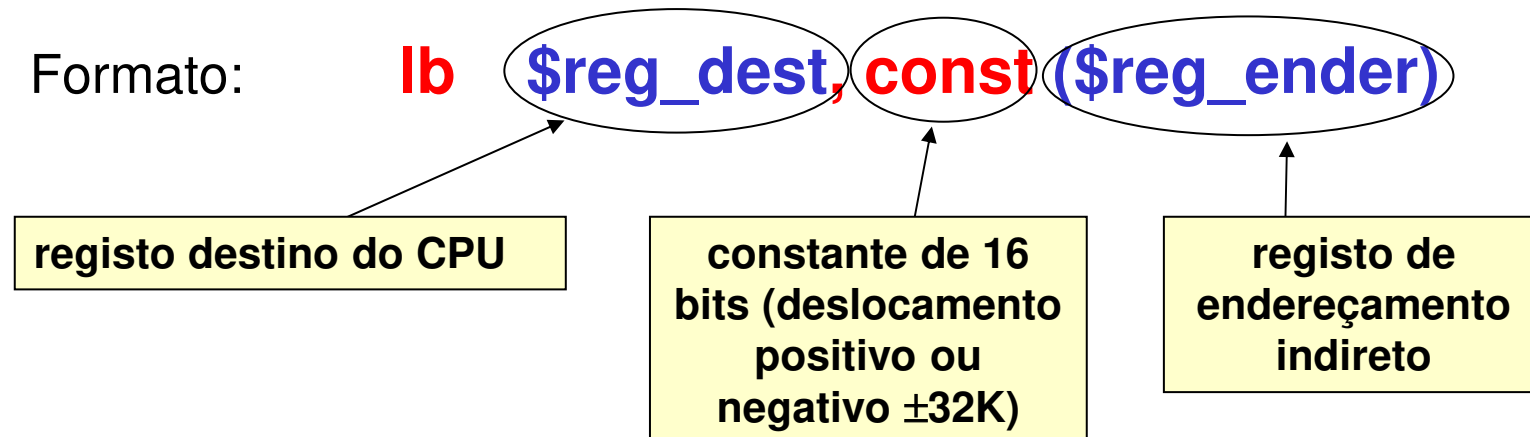 Formato: lb $reg_dest, const ($reg_ender)
registo destino do CPU
constante de 16
bits (deslocamento
positivo ou
negativo ±32K)
registo de
endereçamento
indireto